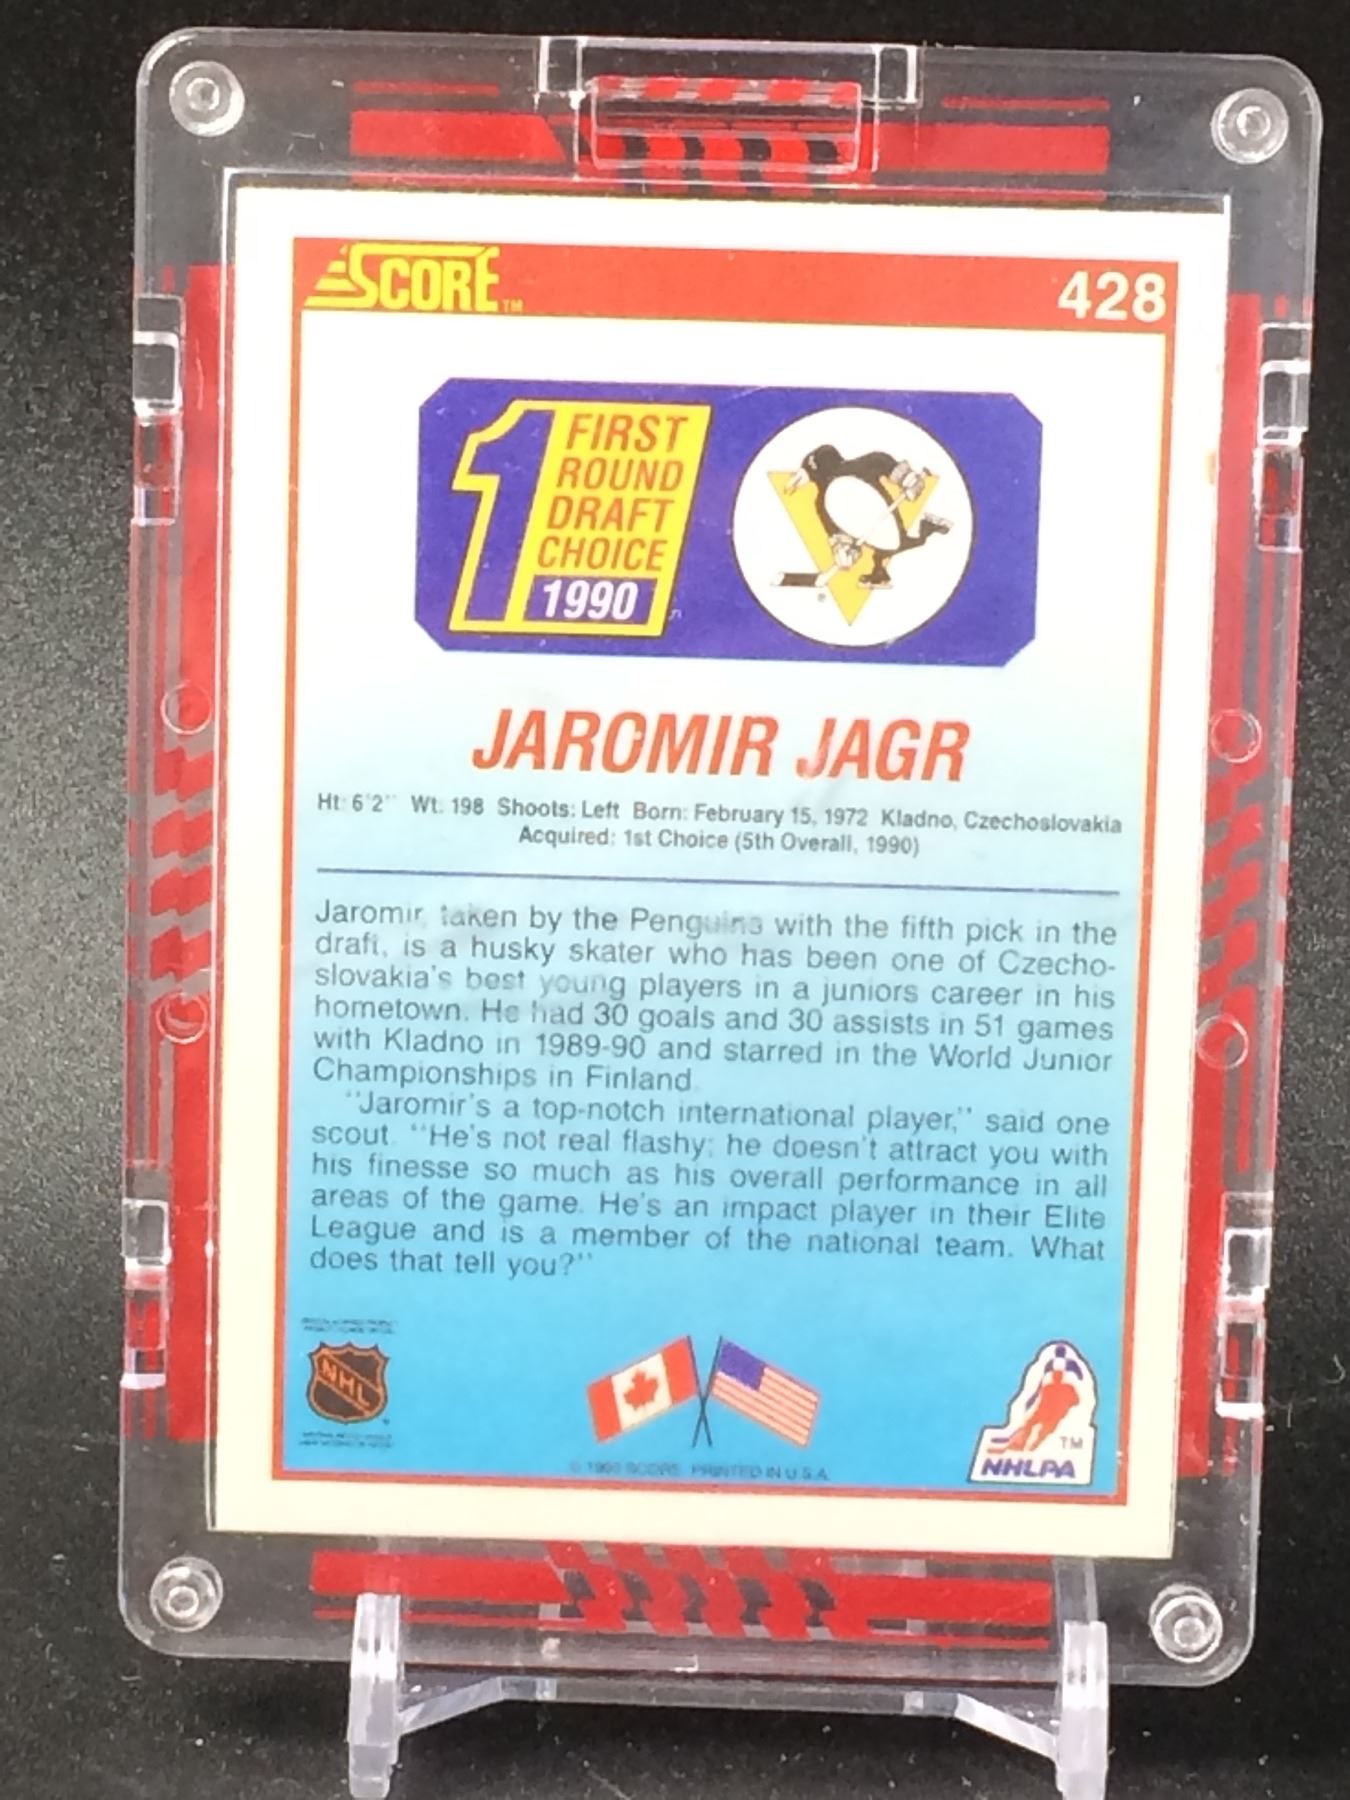 SCORE TM
428
1 FIRST
ROUND
DRAFT
CHOICE
1990
JAROMIR JAGR
Ht: 6'2" Wt: 198 Shoots: Left Born: February 15, 1972 Kladno, Czechoslovakia
Acquired: 1st Choice (5th Overall, 1990)
Jaromir, taken by the Penguins with the fifth pick in the
draft, is a husky skater who has been one of Czecho-
slovakia's best young players in a juniors career in his
hometown. He had 30 goals and 30 assists in 51 games
with Kladno in 1989-90 and starred in the World Junior
Championships in Finland.
"Jaromir's a top-notch international player," said one
scout. "He's not real flashy; he doesn't attract you with
his finesse so much as his overall performance in all
areas of the game. He's an impact player in their Elite
League and is a member of the national team. What
does that tell you?"
NHL
TM
NHLPA
© 1990 SCORE PRINTED IN U.S.A.